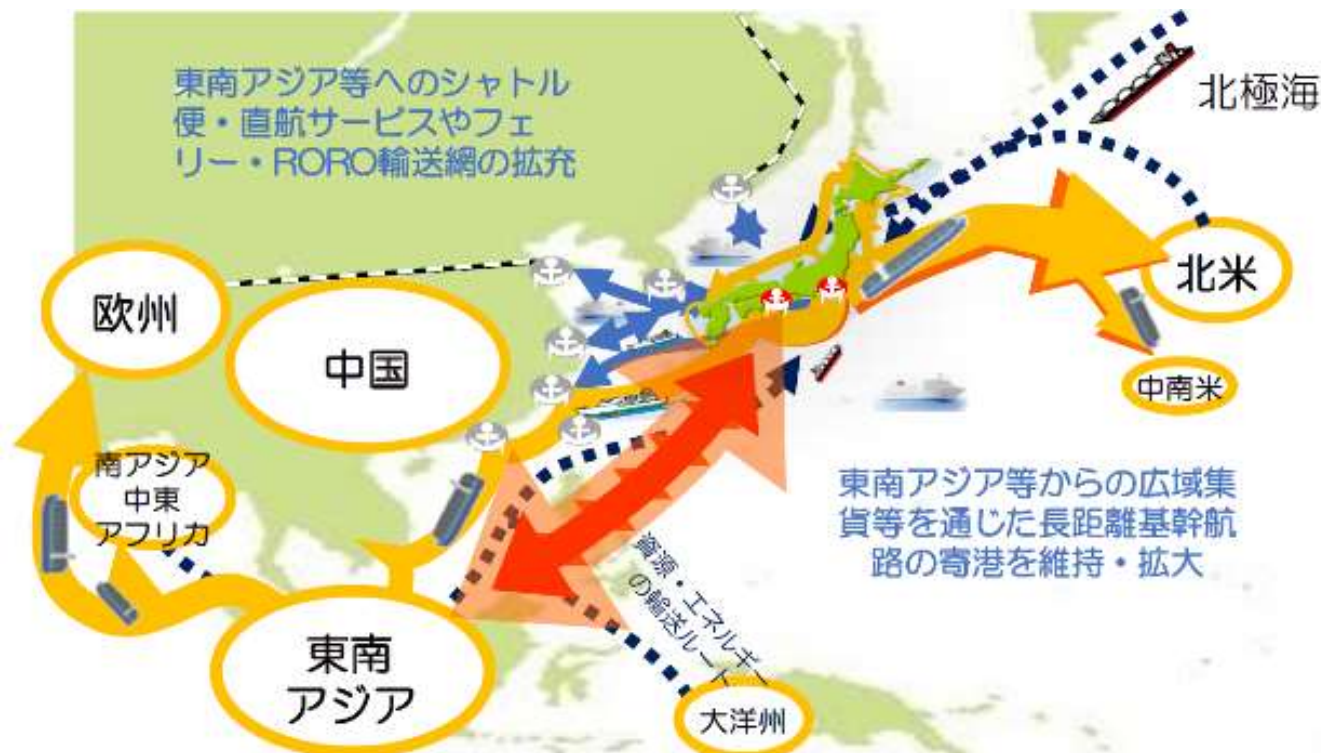 東南アジア等へのシャトル
便・直航サービスやフェ
リー・RORO輸送網の拡充
北極海
欧州
中国
北米
中南米
南アジア
中東
アフリカ
東南アジア等からの広域集
貨等を通じた長距離基幹航
路の寄港を維持・拡大
資源・エネルギー
の輸送ルート
東南
アジア
大洋州